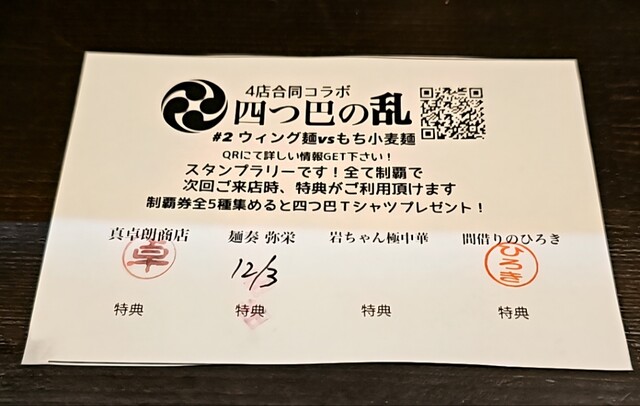 4店合同コラボ
四つ巴の乱
#2 ウィング麺vsもち小麦麺
QRにて詳しい情報GET下さい！
スタンプラリーです！全て制覇で
次回ご来店時、特典がご利用頂けます
制覇券全5種集めると四つ巴Tシャツプレゼント！
真卓朗商店 麺奏 弥栄 岩ちゃん極中華 間借りのひろき
卓 12/3 ひろき
特典 特典 特典 特典